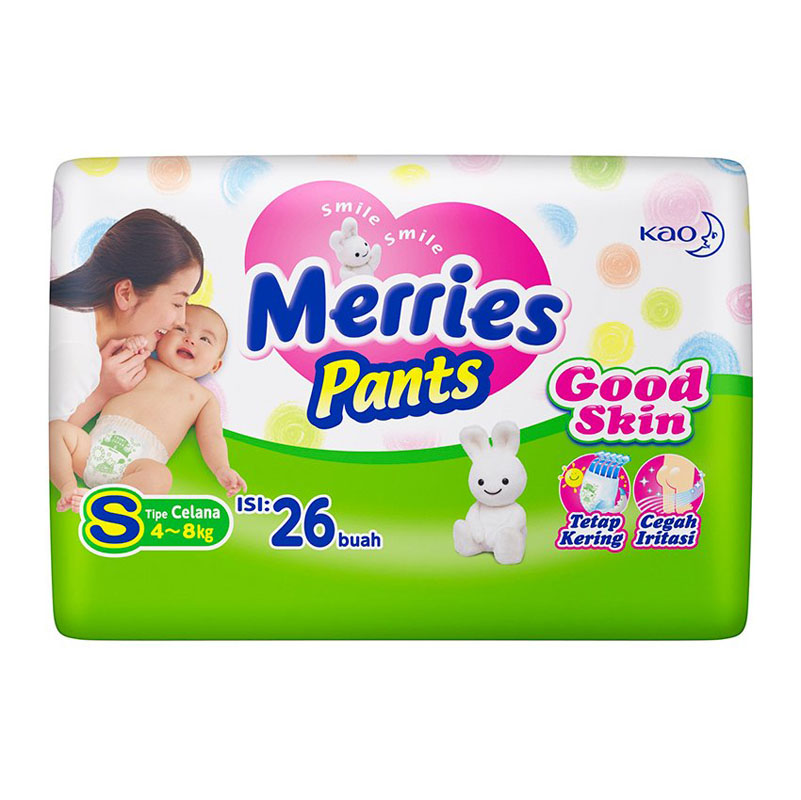 Smile Smile
Merries
Pants
Kao
Good
Skin
S
Tipe Celana
4~8kg
ISI: 26 buah
Tetap
Kering
Cegah
Iritasi